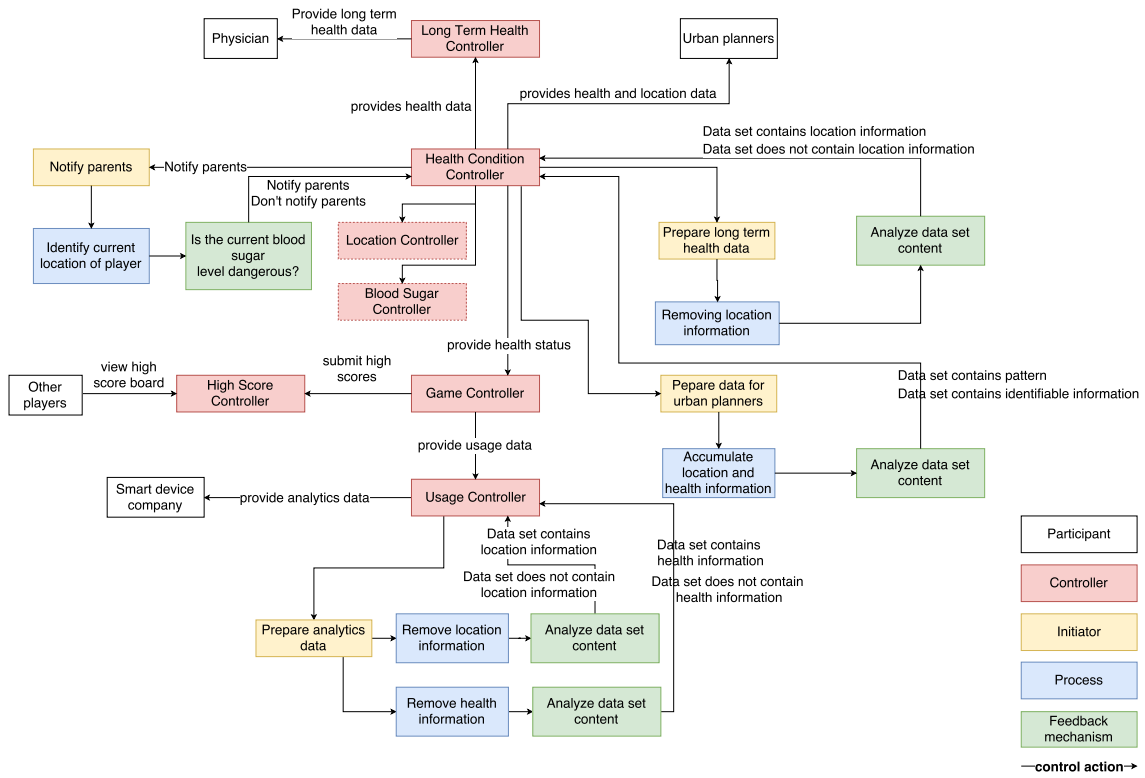 Provide long term
health data
Physician
Long Term Health
Controller
Urban planners
provides health data
provides health and location data
Data set contains location information
Data set does not contain location information
Notify parents
Notify parents
Health Condition
Controller
Notify parents
Don't notify parents
Identify current
location of player
Is the current blood
sugar
level dangerous?
Location Controller
Blood Sugar
Controller
Prepare long term
health data
Analyze data set
content
Removing location
information
provide health status
view high
score board
submit high
scores
Other
players
High Score
Controller
Game Controller
Pepare data for
urban planners
Data set contains pattern
Data set contains identifiable information
provide usage data
Accumulate
location and
health information
Analyze data set
content
Smart device
company
provide analytics data
Usage Controller
Data set contains
location information
Data set does not contain
location information
Data set contains
health information
Data set does not contain
health information
Prepare analytics
data
Remove location
information
Analyze data set
content
Remove health
information
Analyze data set
content
Participant
Controller
Initiator
Process
Feedback
mechanism
control action